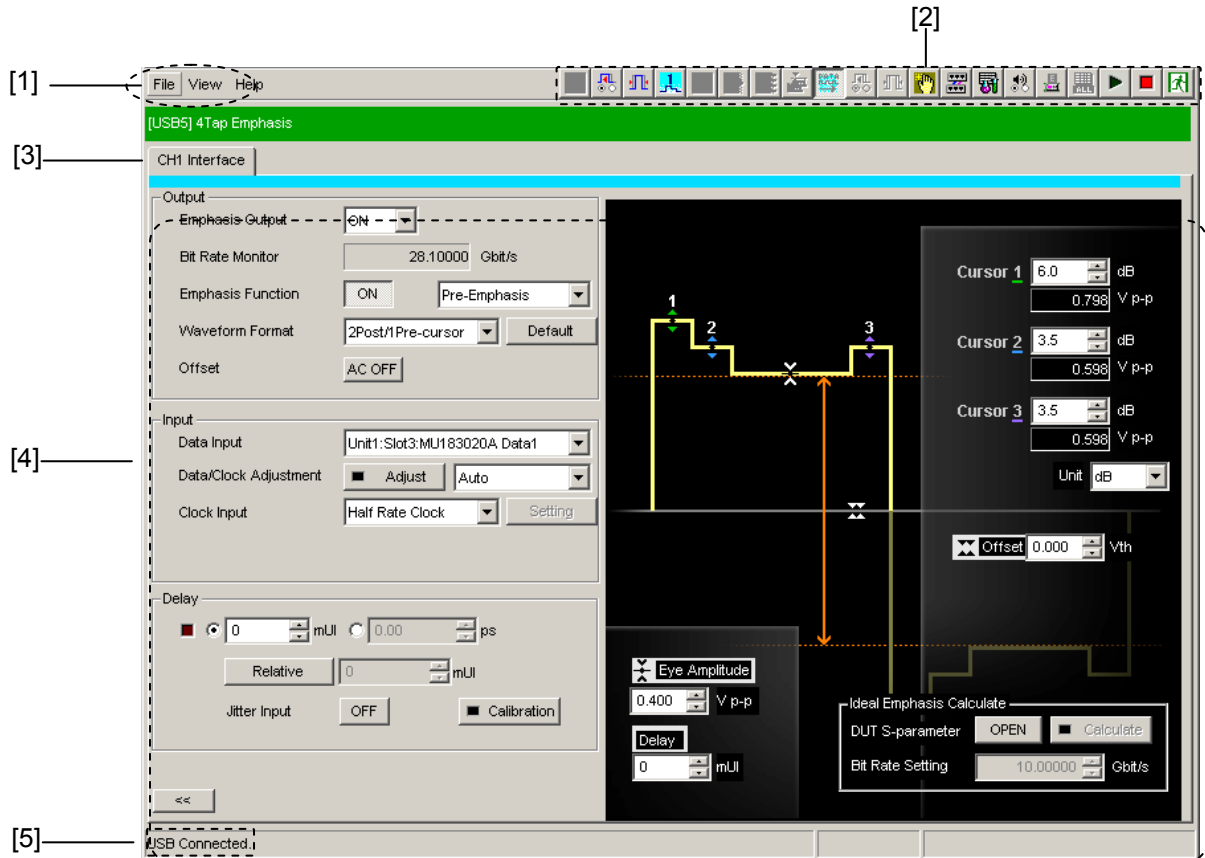 [2]
[1]
File View Help
1
DATA
ALL
[USB5] 4Tap Emphasis
[3]
CH1 Interface
Output
Emphasis Output ON
Bit Rate Monitor 28.10000 Gbit/s
Emphasis Function ON Pre-Emphasis
Waveform Format 2Post/1Pre-cursor Default
Offset AC OFF
[4]
Input
Data Input Unit1:Slot3:MU183020A Data1
Data/Clock Adjustment Adjust Auto
Clock Input Half Rate Clock Setting
Delay
0 mUI 0.00 ps
Relative 0 mUI
Jitter Input OFF Calibration
<<
1
2
3
Cursor 1 6.0 dB
0.798 V p-p
Cursor 2 3.5 dB
0.598 V p-p
Cursor 3 3.5 dB
0.598 V p-p
Unit dB
Offset 0.000 Vth
Eye Amplitude
0.400 V p-p
Delay
0 mUI
Ideal Emphasis Calculate
DUT S-parameter OPEN Calculate
Bit Rate Setting 10.00000 Gbit/s
[5]
USB Connected.